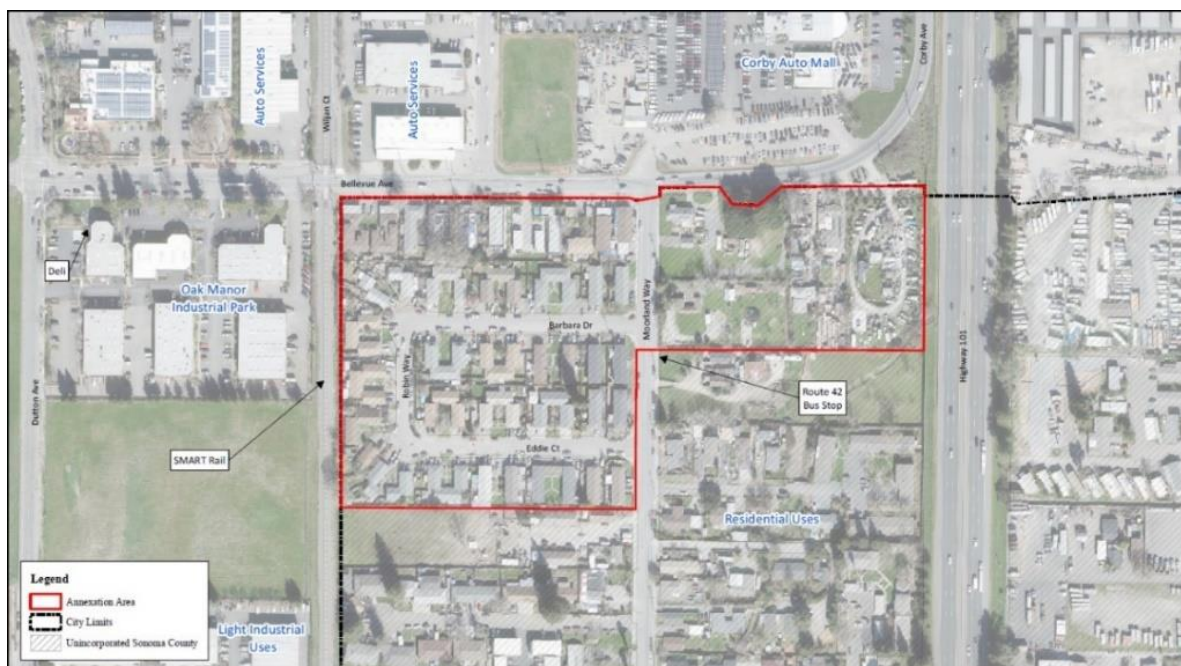 Auto Services
Wiljan Ct
Auto Services
Corby Auto Mall
Corby Ave
Bellevue Ave
Deli
Oak Manor
Industrial Park
Barbara Dr
Moorland Way
Robin Way
Route 42
Bus Stop
Highway 101
Dutton Ave
SMART Rail
Eddie Ct
Residential Uses
Legend
Annexation Area
City Limits
Unincorporated Sonoma County
Light Industrial
Uses